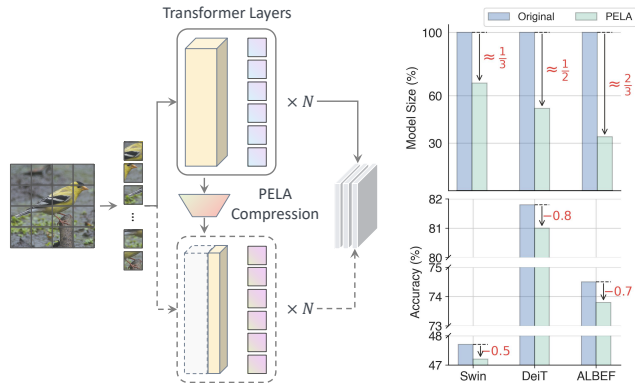 Transformer Layers
× N
PELA
Compression
...
× N
Original
PELA
Model Size (%)
100
60
30
≈ 1/3
≈ 1/2
≈ 2/3
Accuracy (%)
82
81
80
75
74
73
48
47
−0.8
−0.7
−0.5
Swin
DeiT
ALBEF